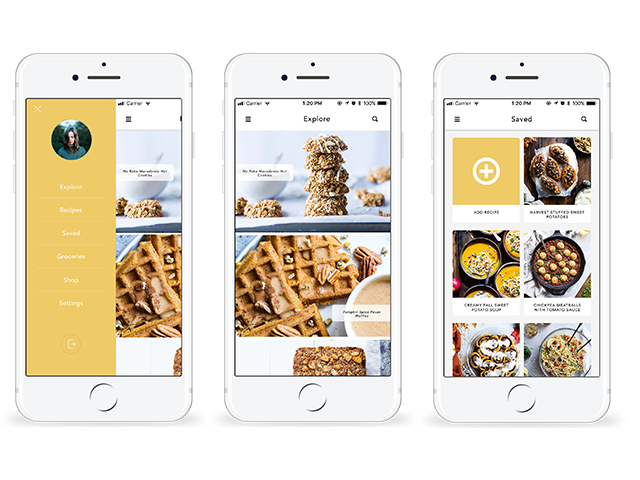 Carrier
Explore
Recipes
Saved
Groceries
Shop
Settings
No Bake Macadamia Nut
Cookies
Carrier
1:20 PM
100%
Explore
No Bake Macadamia Nut
Cookies
Pumpkin Spice Pecan
Waffles
Carrier
1:20 PM
100%
Saved
ADD RECIPE
HARVEST STUFFED SWEET
POTATOES
CREAMY FALL SWEET
POTATO SOUP
CHICKPEA MEATBALLS
WITH TOMATO SAUCE